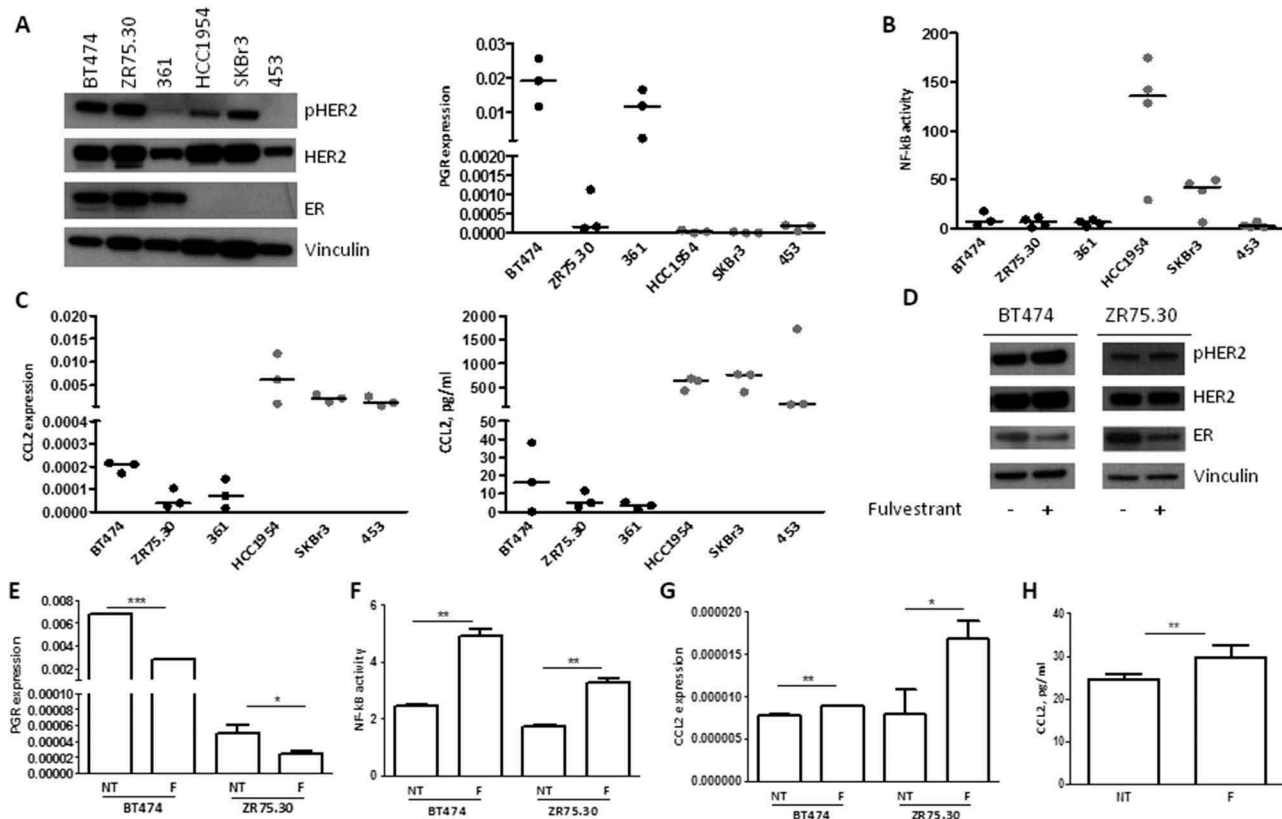 A
BT474
ZR75.30
361
HCC1954
SKBr3
453
pHER2
HER2
ER
Vinculin
PGR expression
0.03
0.02
0.01
0.0020
0.0015
0.0010
0.0005
0.0000
BT474
ZR75.30
361
HCC1954
SKBr3
453
B
NF-kB activity
200
150
100
50
0
BT474
ZR75.30
361
HCC1954
SKBr3
453
C
CCL2 expression
0.020
0.015
0.010
0.005
0.0004
0.0003
0.0002
0.0001
0.0000
BT474
ZR75.30
361
HCC1954
SKBr3
453
CCL2, pg/ml
2000
1500
1000
500
50
40
30
20
10
0
BT474
ZR75.30
361
HCC1954
SKBr3
453
D
BT474
ZR75.30
pHER2
HER2
ER
Vinculin
Fulvestrant - + - +
E
PGR expression
0.008
0.006
0.004
0.002
0.00010
0.00008
0.00006
0.00004
0.00002
0.00000
***
*
NT F NT F
BT474 ZR75.30
F
NF-kB activity
6
4
2
0
**
**
NT F NT F
BT474 ZR75.30
G
CCL2 expression
0.000020
0.000015
0.000010
0.000005
0.000000
**
*
NT F NT F
BT474 ZR75.30
H
CCL2, pg/ml
40
30
20
10
0
**
NT F